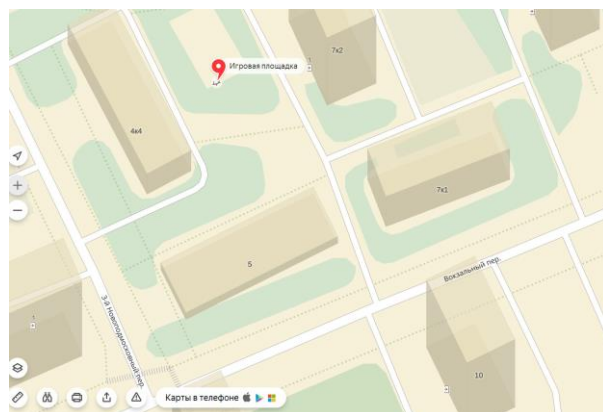 7к2
Игровая площадка
4к4
7к1
5
Вокзальный пер.
3-й Новоподмосковный пер.
10
Карты в телефоне